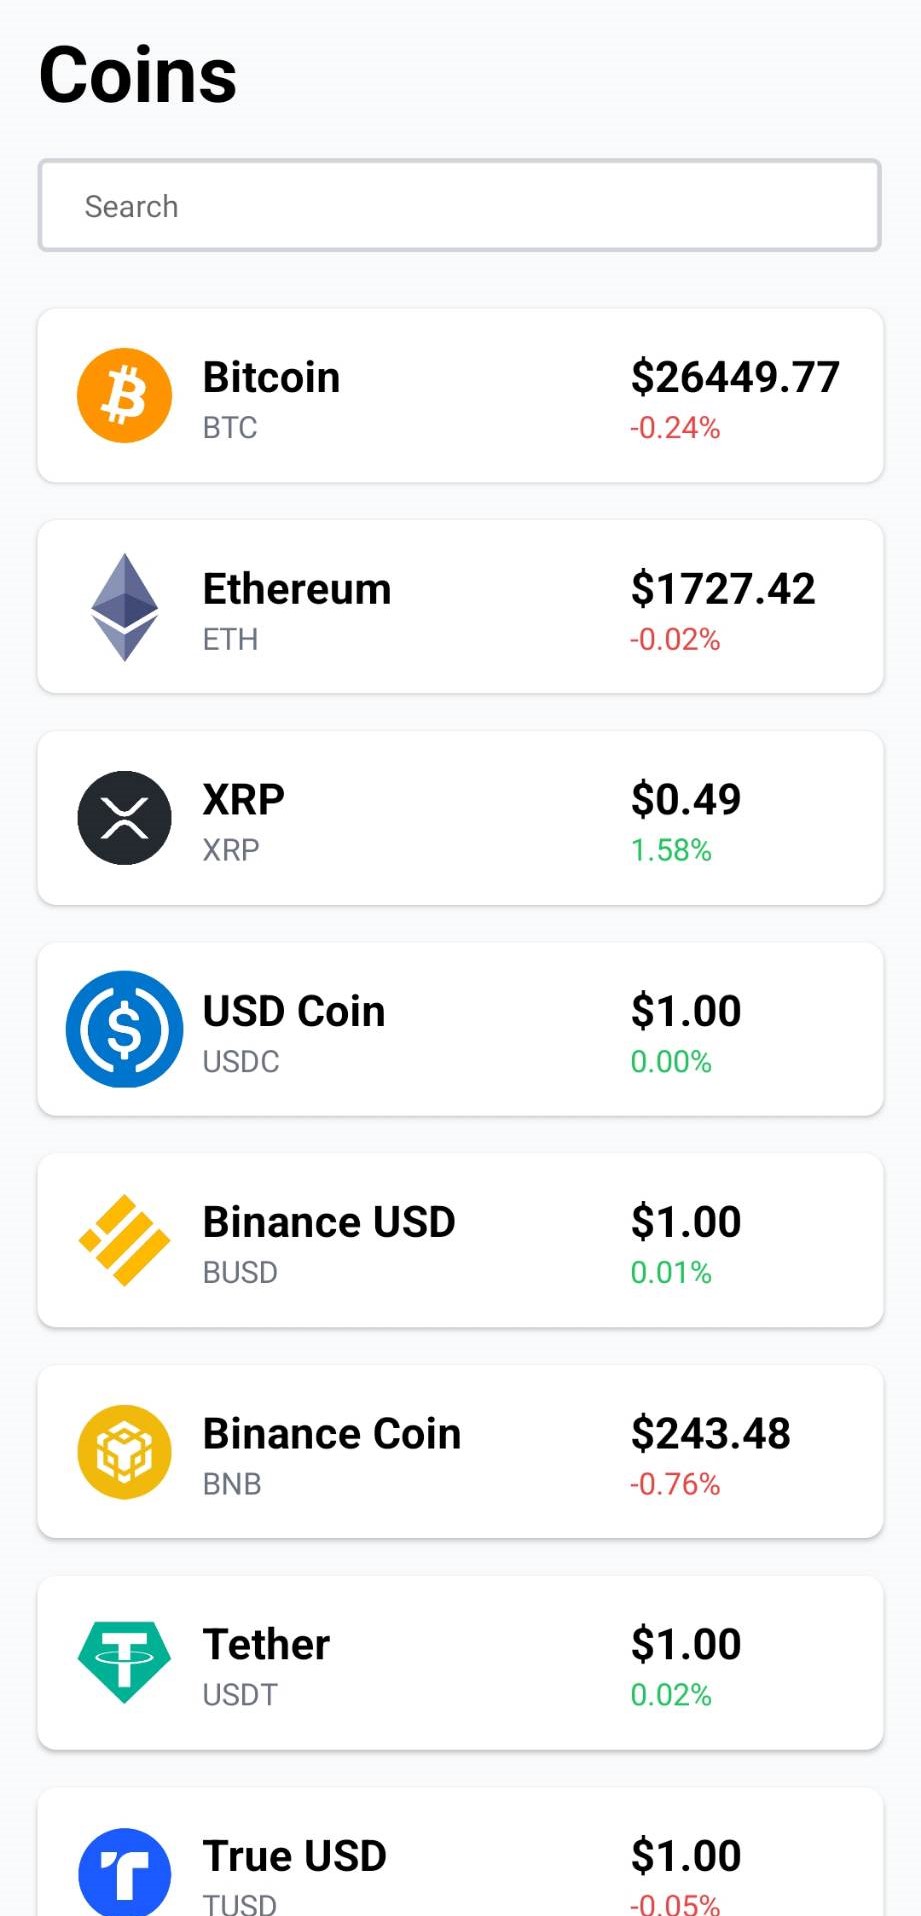 Coins
Search
Bitcoin $26449.77
BTC -0.24%
Ethereum $1727.42
ETH -0.02%
XRP $0.49
XRP 1.58%
USD Coin $1.00
USDC 0.00%
Binance USD $1.00
BUSD 0.01%
Binance Coin $243.48
BNB -0.76%
Tether $1.00
USDT 0.02%
True USD $1.00
TUSD -0.05%